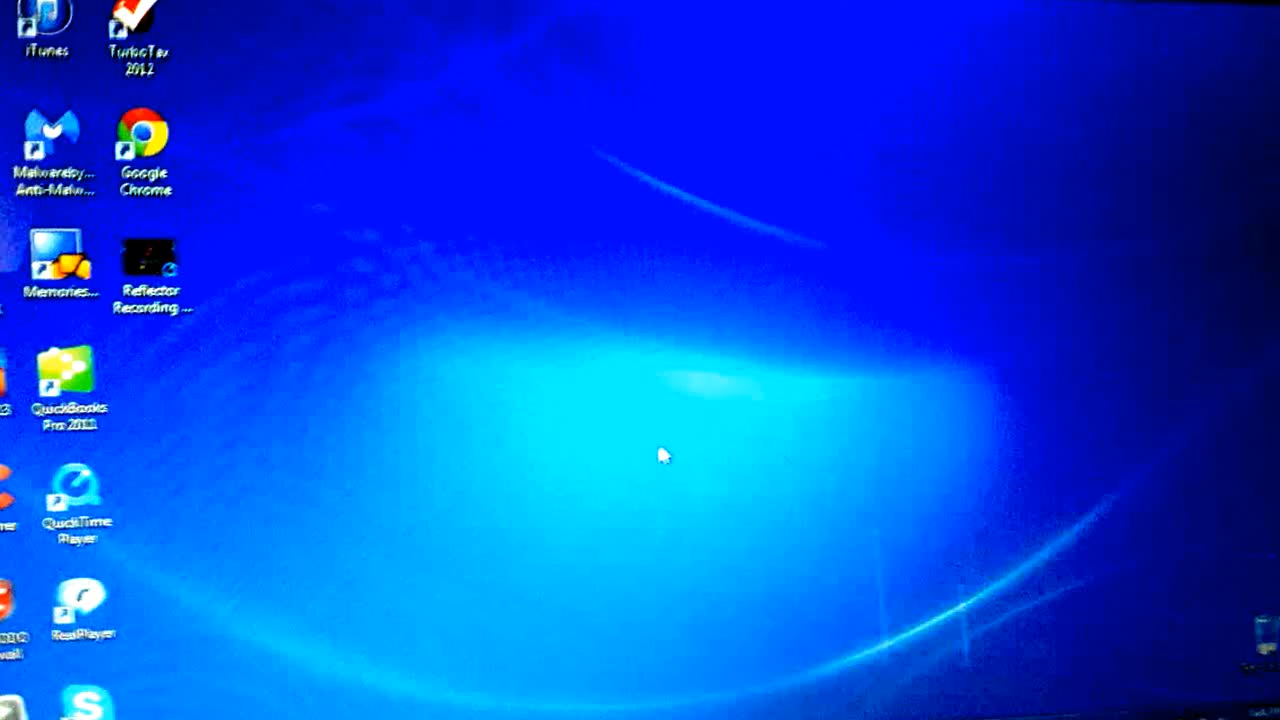 iTunes
TurboTax
2012
Malwareby...
Anti-Malw...
Google
Chrome
Memories...
Reflector
Recording ...
QuickBooks
Pro 2011
QuickTime
Player
RealPlayer